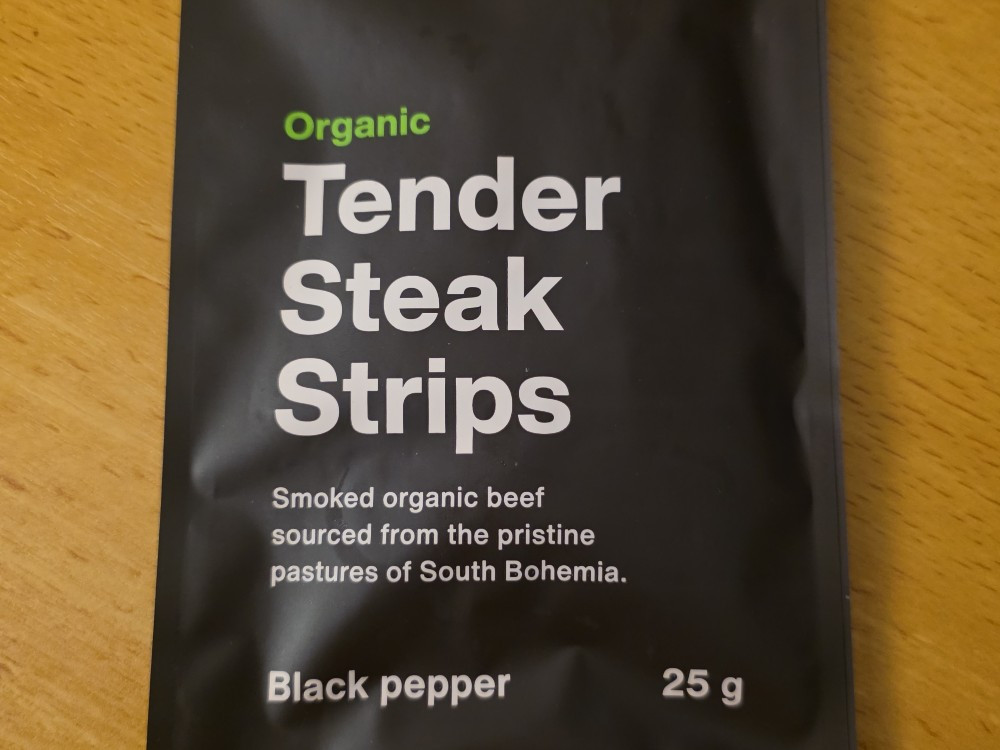 Organic
Tender
Steak
Strips
Smoked organic beef
sourced from the pristine
pastures of South Bohemia.
Black pepper 25 g